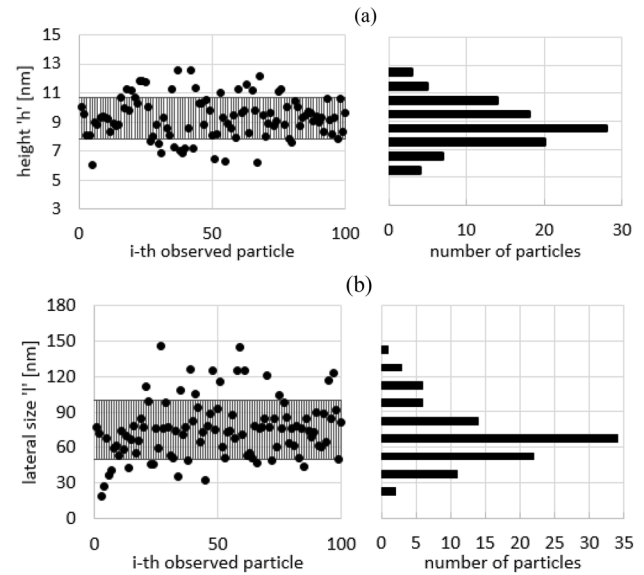 (a)
height 'h' [nm]
15
13
11
9
7
5
3
0 50 100
i-th observed particle
0 10 20 30
number of particles
(b)
lateral size 'l' [nm]
180
150
120
90
60
30
0
0 50 100
i-th observed particle
0 5 10 15 20 25 30 35
number of particles